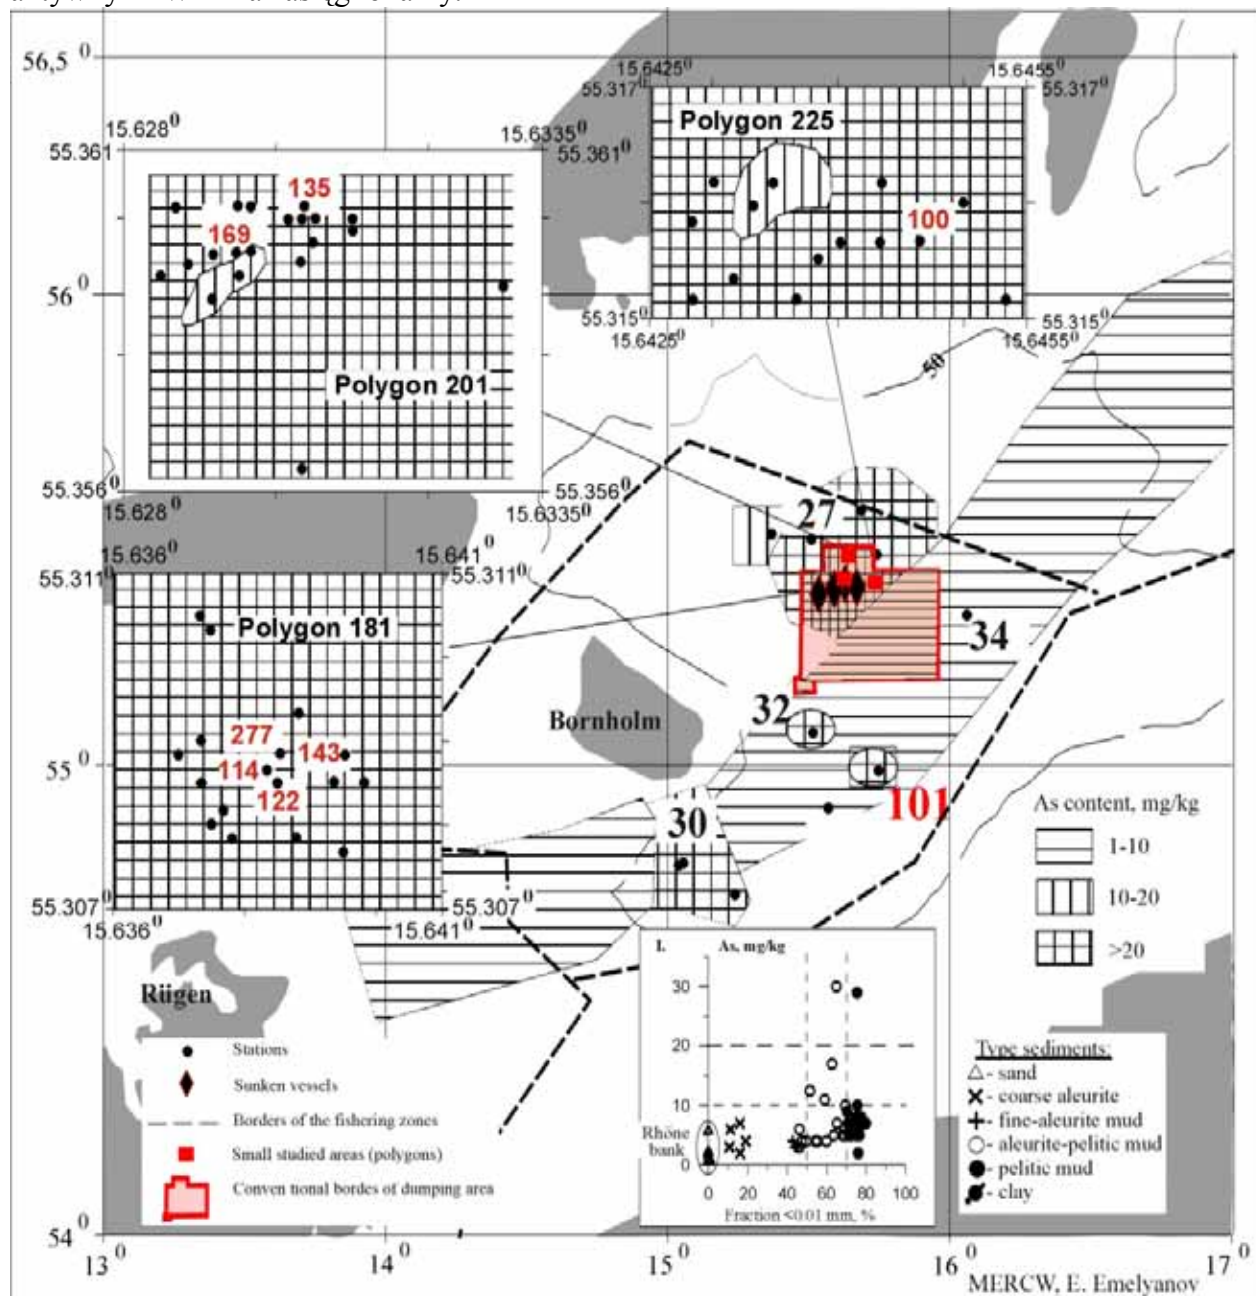 56,5 0
15.6425 0
15.6455 0
55.317 0
55.317 0
15.628 0
15.6335 0
55.361
55.361 0
Polygon 225
135
169
100
56 0
55.315 0
55.315 0
15.6425 0
15.6455 0
Polygon 201
50
55.356 0
55.356 0
15.628 0
15.6335 0
27
15.636 0
15.641 0
55.311 0
55.311 0
Polygon 181
34
32
Bornholm
277
143
114
122
55 0
101
30
As content, mg/kg
1-10
10-20
>20
55.307
55.307 0
15.636 0
15.641 0
I. As, mg/kg
30
20
10
0
Rhöne
bank
0 20 40 60 80 100
Fraction <0.01 mm, %
Rügen
Stations
Sunken vessels
Borders of the fishering zones
Small studied areas (polygons)
Conven tional bordes of dumping area
Type sediments:
- sand
- coarse aleurite
- fine-aleurite mud
- aleurite-pelitic mud
- pelitic mud
- clay
54 0
13 0
14 0
15 0
16 0
17 0
MERCW, E. Emelyanov